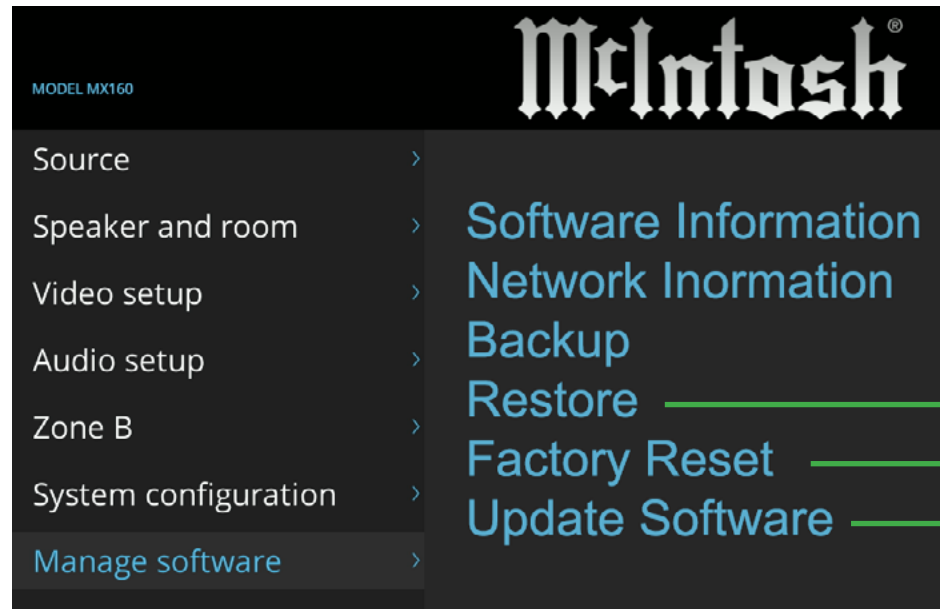 McIntosh®
MODEL MX160
Source
Speaker and room
Video setup
Audio setup
Zone B
System configuration
Manage software
Software Information
Network Inormation
Backup
Restore
Factory Reset
Update Software